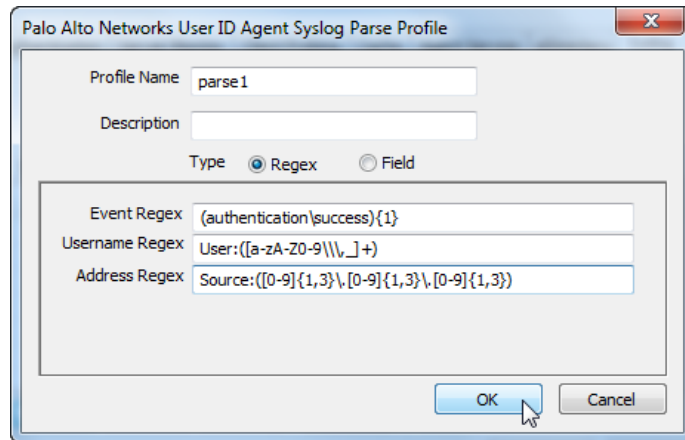 Palo Alto Networks User ID Agent Syslog Parse Profile
Profile Name parse1
Description
Type Regex Field
Event Regex (authentication\success){1}
Username Regex User:([a-zA-Z0-9\\\,_]+)
Address Regex Source:([0-9]{1,3}\.[0-9]{1,3}\.[0-9]{1,3})
OK Cancel